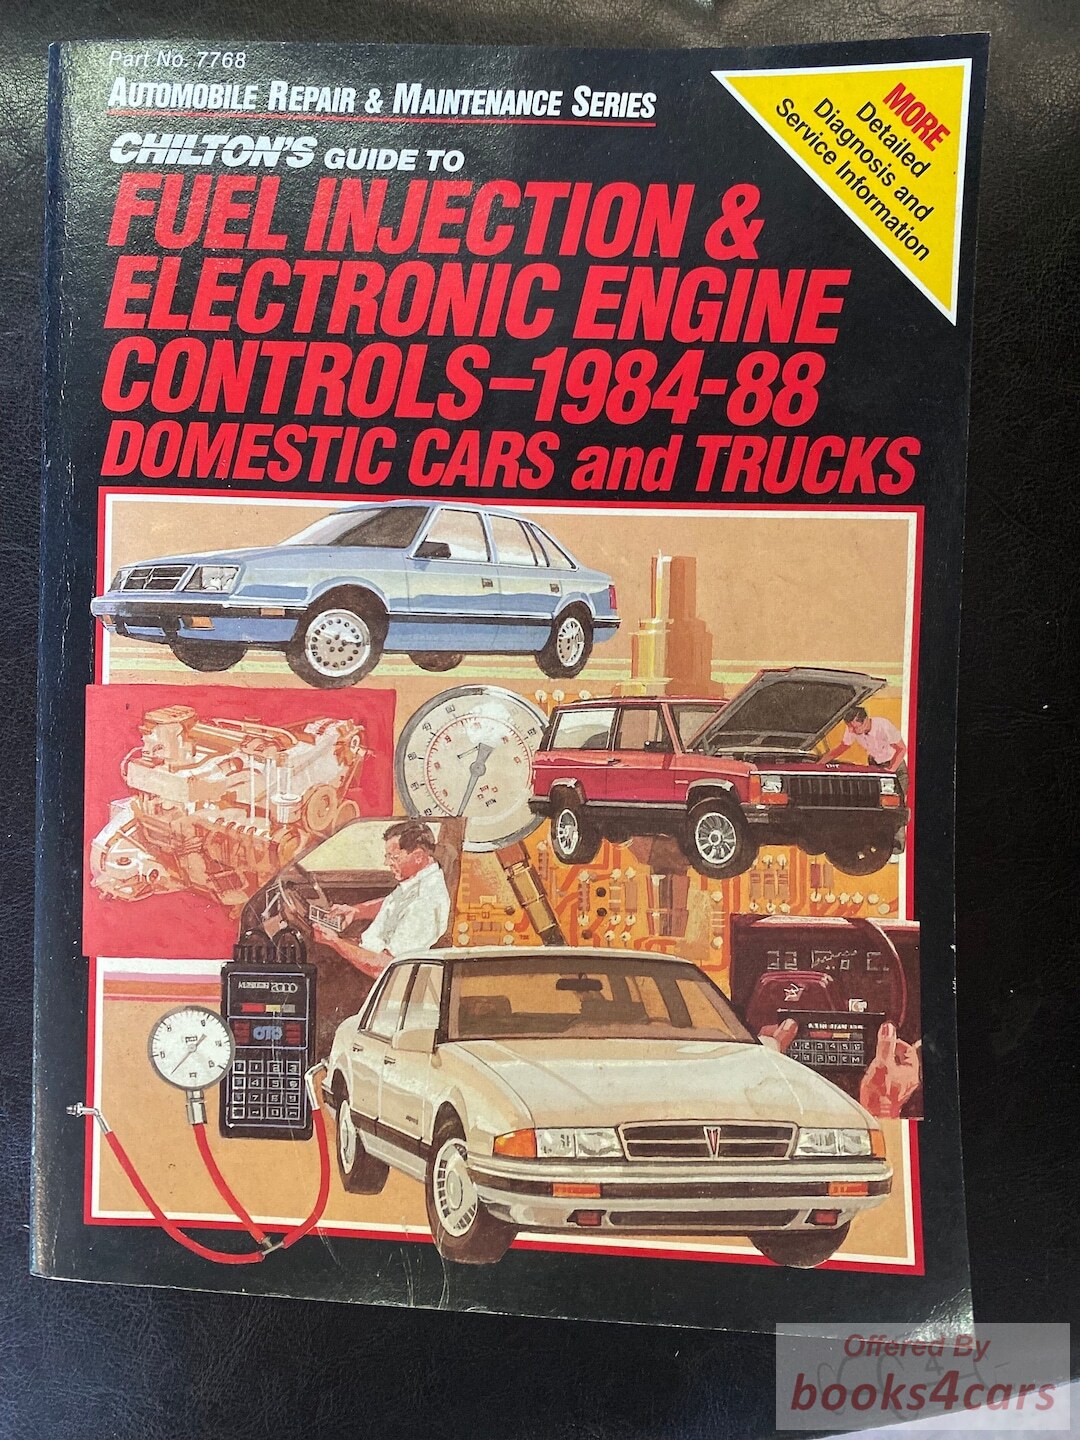 Part No. 7768
AUTOMOBILE REPAIR & MAINTENANCE SERIES
CHILTON'S GUIDE TO
FUEL INJECTION &
ELECTRONIC ENGINE
CONTROLS–1984-88
DOMESTIC CARS and TRUCKS
MORE
Detailed
Diagnosis and
Service Information
Offered By
books4cars